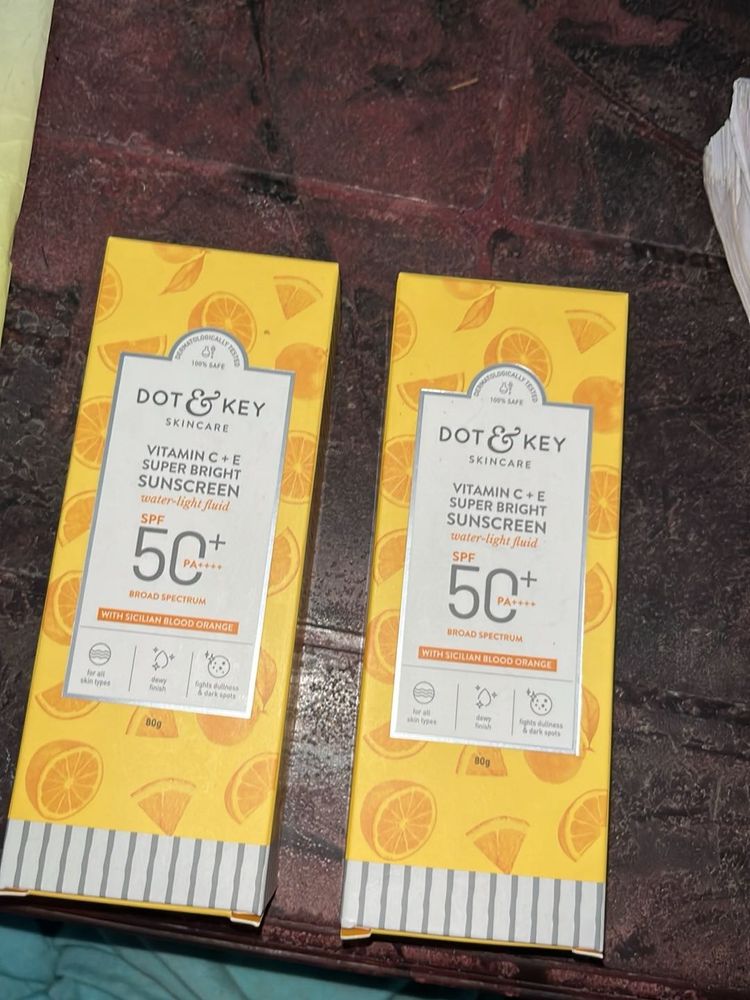 DERMATOLOGICALLY TESTED
100% SAFE
DOT & KEY
SKINCARE
VITAMIN C + E
SUPER BRIGHT
SUNSCREEN
water-light fluid
SPF
50+
PA++++
BROAD SPECTRUM
WITH SICILIAN BLOOD ORANGE
for all
skin types
dewy
finish
fights dullness
& dark spots
80g
DERMATOLOGICALLY TESTED
100% SAFE
DOT & KEY
SKINCARE
VITAMIN C + E
SUPER BRIGHT
SUNSCREEN
water-light fluid
SPF
50+
PA++++
BROAD SPECTRUM
WITH SICILIAN BLOOD ORANGE
for all
skin types
dewy
finish
fights dullness
& dark spots
80g